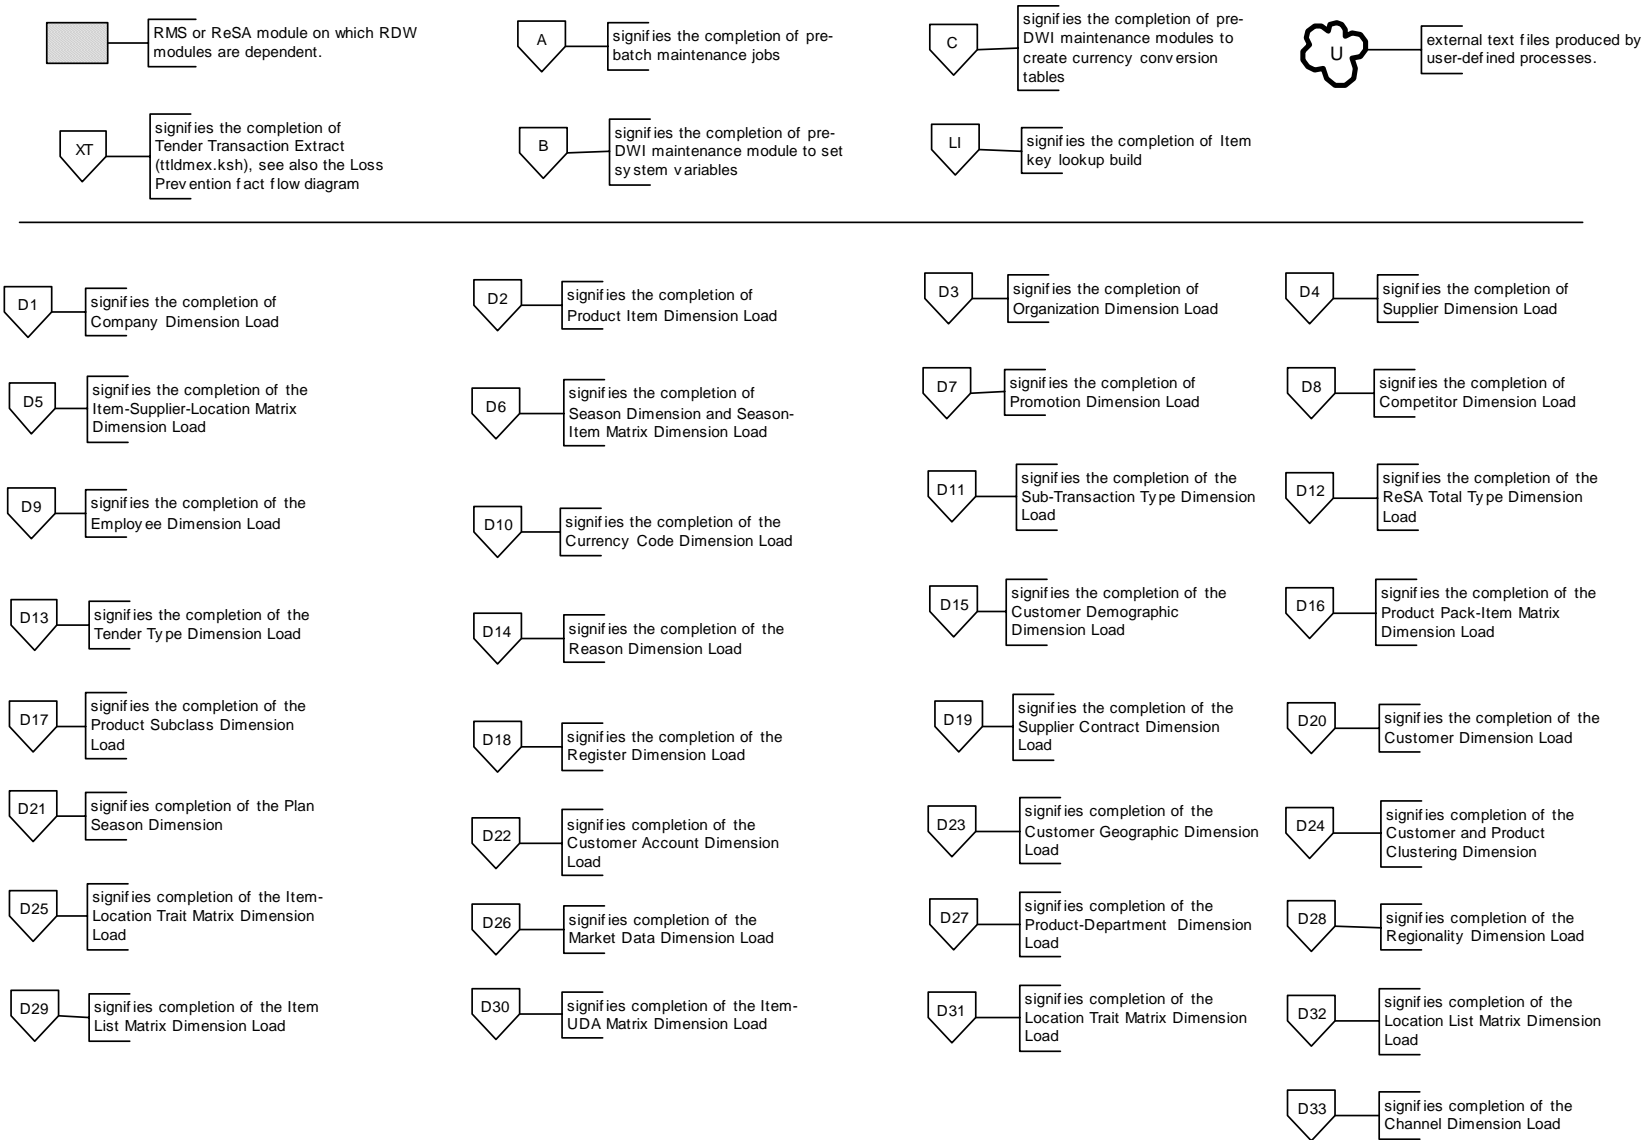 RMS or ReSA module on which RDW
modules are dependent.
A
signifies the completion of pre-
batch maintenance jobs
C
signifies the completion of pre-
DWI maintenance modules to
create currency conversion
tables
U
external text files produced by
user-defined processes.
XT
signifies the completion of
Tender Transaction Extract
(ttldmex.ksh), see also the Loss
Prevention fact flow diagram
B
signifies the completion of pre-
DWI maintenance module to set
system variables
LI
signifies the completion of Item
key lookup build
D1
signifies the completion of
Company Dimension Load
D2
signifies the completion of
Product Item Dimension Load
D3
signifies the completion of
Organization Dimension Load
D4
signifies the completion of
Supplier Dimension Load
D5
signifies the completion of the
Item-Supplier-Location Matrix
Dimension Load
D6
signifies the completion of
Season Dimension and Season-
Item Matrix Dimension Load
D7
signifies the completion of
Promotion Dimension Load
D8
signifies the completion of
Competitor Dimension Load
D9
signifies the completion of the
Employee Dimension Load
D10
signifies the completion of the
Currency Code Dimension Load
D11
signifies the completion of the
Sub-Transaction Type Dimension
Load
D12
signifies the completion of the
ReSA Total Type Dimension
Load
D13
signifies the completion of the
Tender Type Dimension Load
D14
signifies the completion of the
Reason Dimension Load
D15
signifies the completion of the
Customer Demographic
Dimension Load
D16
signifies the completion of the
Product Pack-Item Matrix
Dimension Load
D17
signifies the completion of the
Product Subclass Dimension
Load
D18
signifies the completion of the
Register Dimension Load
D19
signifies the completion of the
Supplier Contract Dimension
Load
D20
signifies the completion of the
Customer Dimension Load
D21
signifies completion of the Plan
Season Dimension
D22
signifies completion of the
Customer Account Dimension
Load
D23
signifies completion of the
Customer Geographic Dimension
Load
D24
signifies completion of the
Customer and Product
Clustering Dimension
D25
signifies completion of the Item-
Location Trait Matrix Dimension
Load
D26
signifies completion of the
Market Data Dimension Load
D27
signifies completion of the
Product-Department Dimension
Load
D28
signifies completion of the
Regionality Dimension Load
D29
signifies completion of the Item
List Matrix Dimension Load
D30
signifies completion of the Item-
UDA Matrix Dimension Load
D31
signifies completion of the
Location Trait Matrix Dimension
Load
D32
signifies completion of the
Location List Matrix Dimension
Load
D33
signifies completion of the
Channel Dimension Load